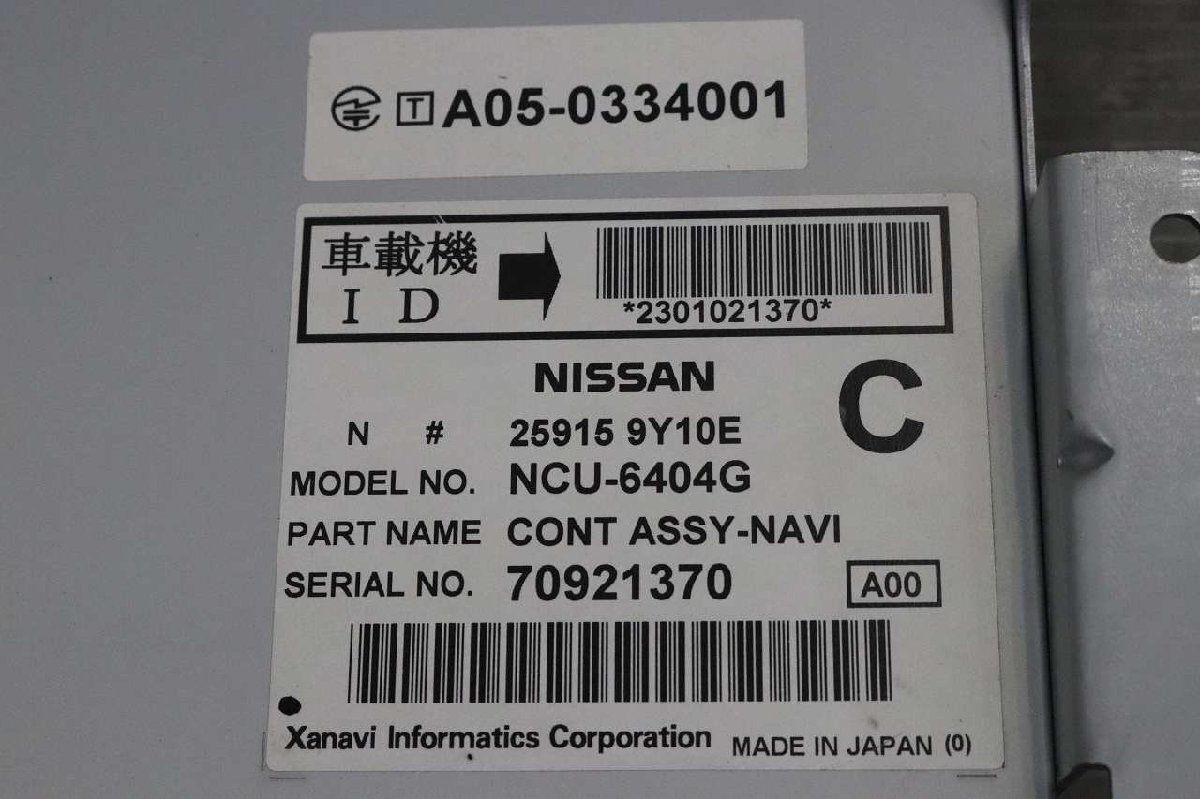 T A05-0334001
車載機
ID
*2301021370*
NISSAN
C
N # 25915 9Y10E
MODEL NO. NCU-6404G
PART NAME CONT ASSY-NAVI
SERIAL NO. 70921370
A00
Xanavi Informatics Corporation MADE IN JAPAN (0)